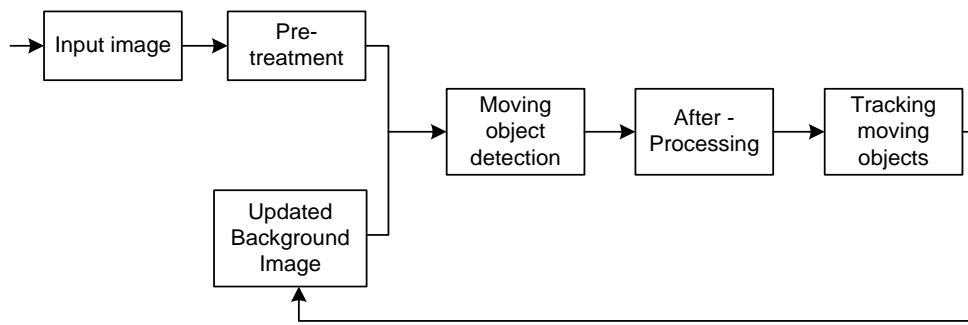 Input image
Pre-
treatment
Moving
object
detection
After -
Processing
Tracking
moving
objects
Updated
Background
Image